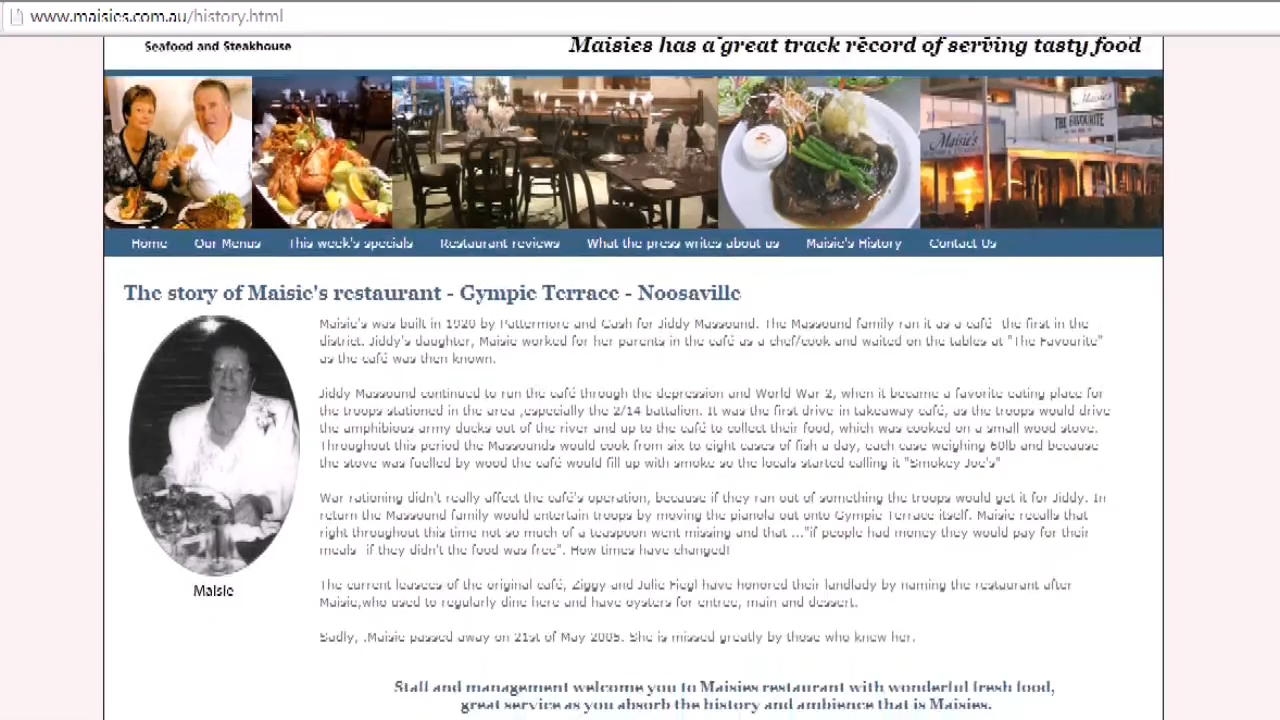 www.maisies.com.au/history.html
Seafood and Steakhouse
Maisies has a great track record of serving tasty food
Maisie's
THE FAVOURITE
Maisie's
Home Our Menus This week's specials Restaurant reviews What the press writes about us Maisie's History Contact Us
The story of Maisie's restaurant - Gympie Terrace - Noosaville
Maisie's was built in 1920 by Pattermore and Cash for Jiddy Massound. The Massound family ran it as a café the first in the
district. Jiddy's daughter, Maisie worked for her parents in the café as a chef/cook and waited on the tables at "The Favourite"
as the café was then known.
Jiddy Massound continued to run the café through the depression and World War 2, when it became a favorite eating place for
the troops stationed in the area ,especially the 2/14 battalion. It was the first drive in takeaway café, as the troops would drive
the amphibious army ducks out of the river and up to the café to collect their food, which was cooked on a small wood stove.
Throughout this period the Massounds would cook from six to eight cases of fish a day, each case weighing 60lb and because
the stove was fuelled by wood the café would fill up with smoke so the locals started calling it "Smokey Joe's"
War rationing didn't really affect the café's operation, because if they ran out of something the troops would get it for Jiddy. In
return the Massound family would entertain troops by moving the pianola out onto Gympie Terrace itself. Maisie recalls that
right throughout this time not so much of a teaspoon went missing and that ..."if people had money they would pay for their
meals if they didn't the food was free". How times have changed!
The current leasees of the original café, Ziggy and Julie Fiegl have honored their landlady by naming the restaurant after
Maisie,who used to regularly dine here and have oysters for entree, main and dessert.
Sadly, .Maisie passed away on 21st of May 2005. She is missed greatly by those who knew her.
Maisie
Staff and management welcome you to Maisies restaurant with wonderful fresh food,
great service as you absorb the history and ambience that is Maisies.